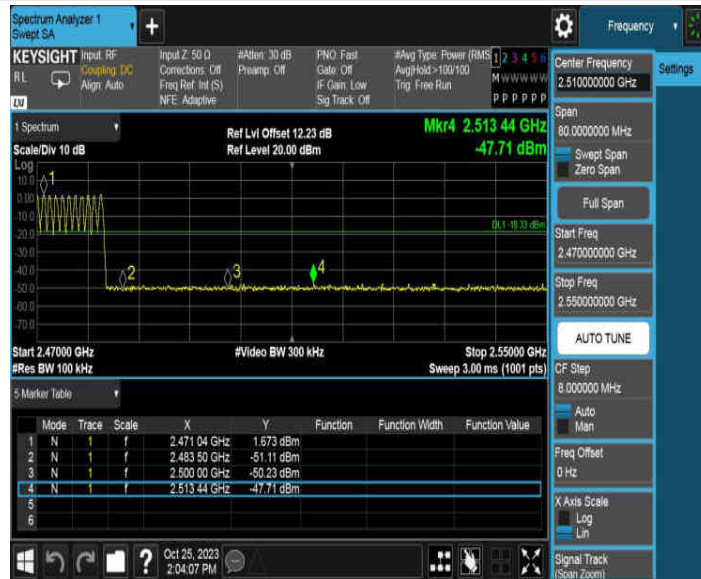 Spectrum Analyzer 1
Swept SA
+
Frequency
KEYSIGHT
RL
LXI
Input: RF
Coupling: DC
Align: Auto
Input Z: 50 Ω
Corrections: Off
Freq Ref: Int (S)
NFE: Adaptive
#Atten: 30 dB
Preamp: Off
PNO: Fast
Gate: Off
IF Gain: Low
Sig Track: Off
#Avg Type: Power (RMS
Avg|Hold:>100/100
Trig: Free Run
1 2 3 4 5 6
M W W W W W
P P P P P P
1 Spectrum
Scale/Div 10 dB
Ref Lvl Offset 12.23 dB
Ref Level 20.00 dBm
Mkr4 2.513 44 GHz
-47.71 dBm
Log
10.0
0.00
-10.0
-20.0
-30.0
-40.0
-50.0
-60.0
-70.0
1
2
3
4
DL1 -18.33 dBm
Start 2.47000 GHz
#Res BW 100 kHz
#Video BW 300 kHz
Stop 2.55000 GHz
Sweep 3.00 ms (1001 pts)
5 Marker Table
Mode Trace Scale X Y Function Function Width Function Value
1 N 1 f 2.471 04 GHz 1.673 dBm
2 N 1 f 2.483 50 GHz -51.11 dBm
3 N 1 f 2.500 00 GHz -50.23 dBm
4 N 1 f 2.513 44 GHz -47.71 dBm
5
6
?
Oct 25, 2023
2:04:07 PM
Center Frequency
2.510000000 GHz
Settings
Span
80.0000000 MHz
Swept Span
Zero Span
Full Span
Start Freq
2.470000000 GHz
Stop Freq
2.550000000 GHz
AUTO TUNE
CF Step
8.000000 MHz
Auto
Man
Freq Offset
0 Hz
X Axis Scale
Log
Lin
Signal Track
(Span Zoom)